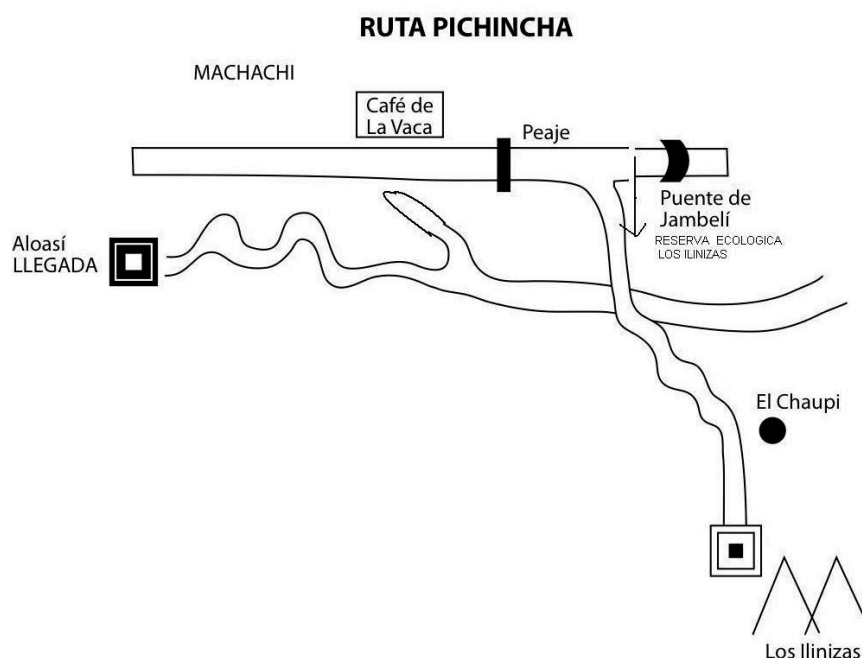 RUTA PICHINCHA
MACHACHI
Café de
La Vaca
Peaje
Puente de
Jambelí
RESERVA ECOLOGICA
LOS ILINIZAS
Aloasí
LLEGADA
El Chaupi
Los Ilinizas